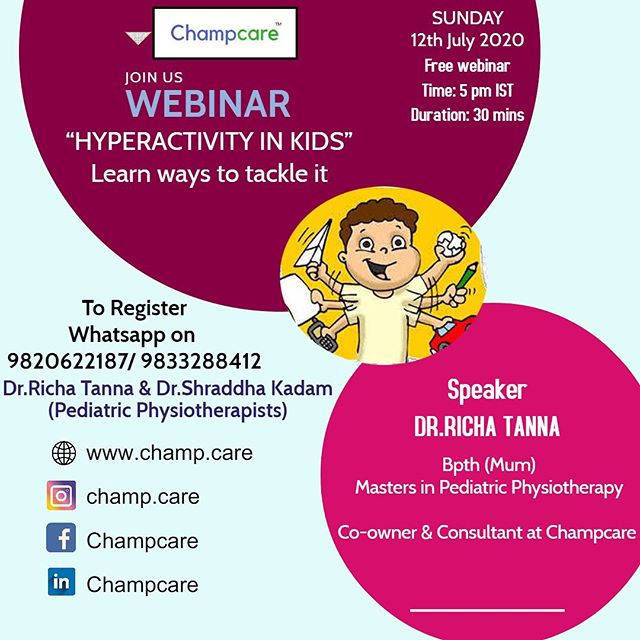 Champcare™
JOIN US
WEBINAR
“HYPERACTIVITY IN KIDS”
Learn ways to tackle it
SUNDAY
12th July 2020
Free webinar
Time: 5 pm IST
Duration: 30 mins
To Register
Whatsapp on
9820622187/ 9833288412
Dr.Richa Tanna & Dr.Shraddha Kadam
(Pediatric Physiotherapists)
www.champ.care
champ.care
Champcare
in Champcare
Speaker
DR.RICHA TANNA
Bpth (Mum)
Masters in Pediatric Physiotherapy
Co-owner & Consultant at Champcare